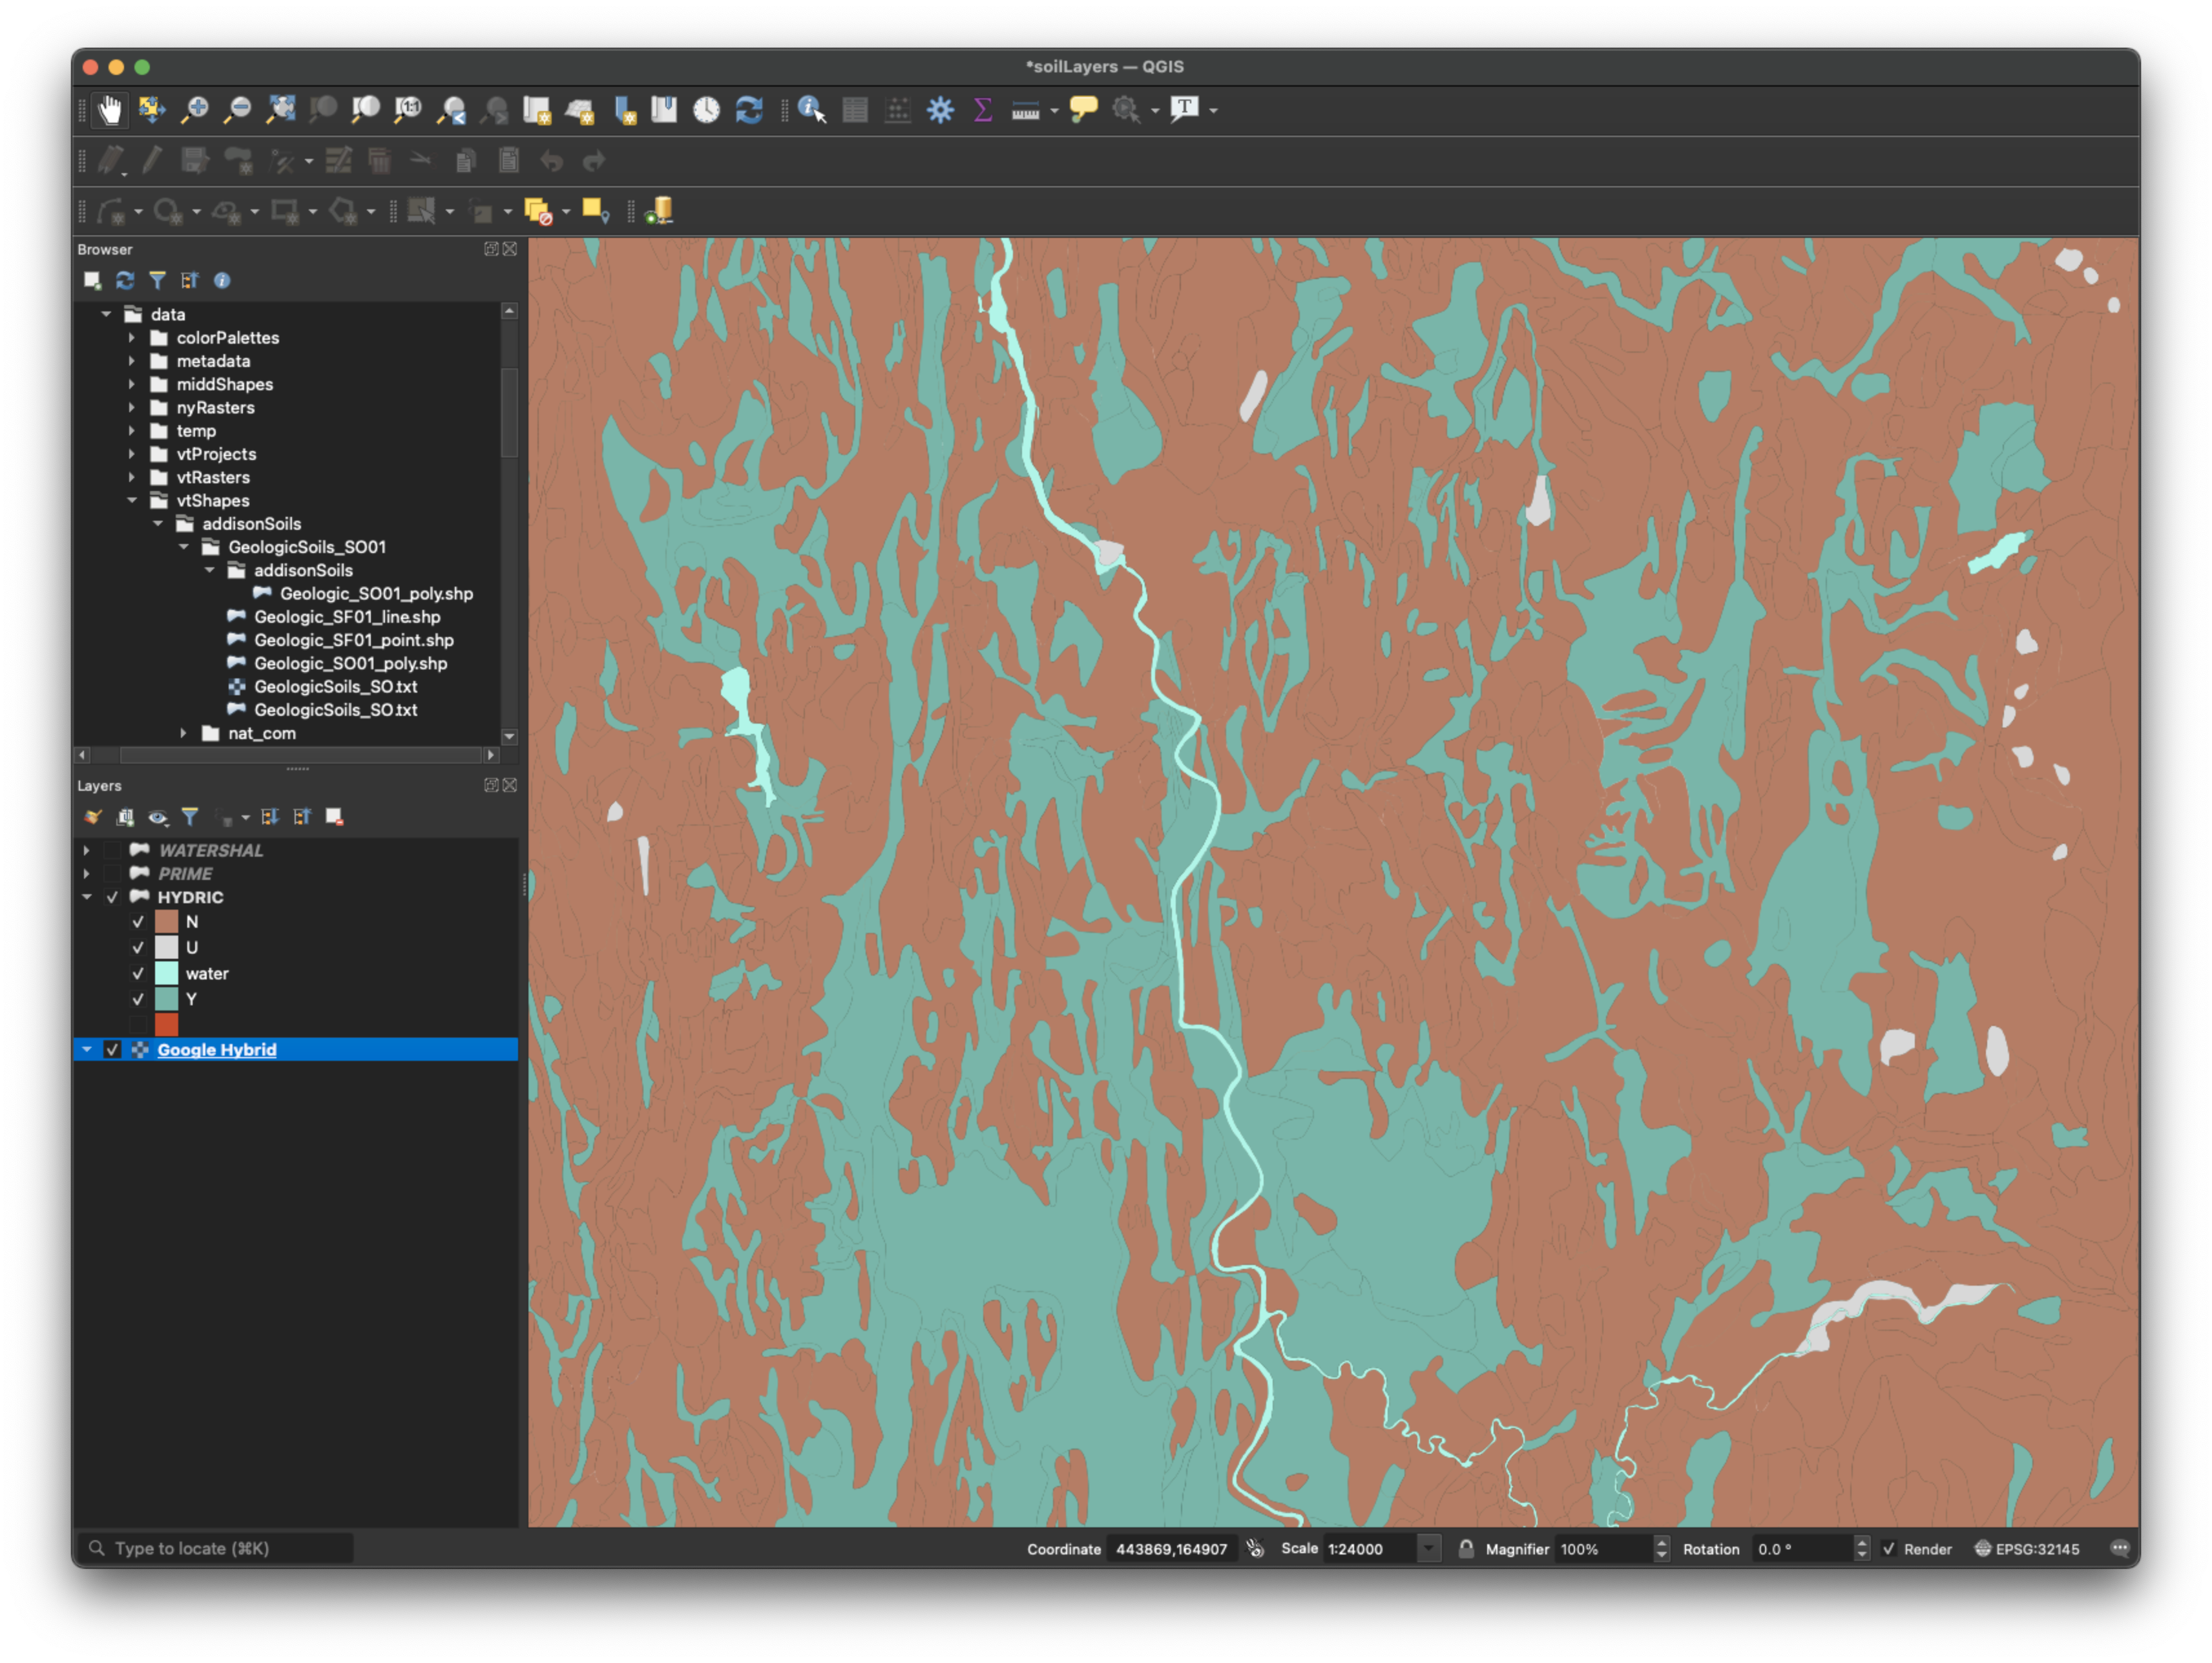 *soilLayers — QGIS
1:1
T
Browser
data
colorPalettes
metadata
middShapes
nyRasters
temp
vtProjects
vtRasters
vtShapes
addisonSoils
GeologicSoils_SO01
addisonSoils
Geologic_SO01_poly.shp
Geologic_SF01_line.shp
Geologic_SF01_point.shp
Geologic_SO01_poly.shp
GeologicSoils_SO.txt
GeologicSoils_SO.txt
nat_com
Layers
WATERSHAL
PRIME
HYDRIC
N
U
water
Y
Google Hybrid
Type to locate (⌘K)
Coordinate 443869,164907 Scale 1:24000 Magnifier 100% Rotation 0.0 ° Render EPSG:32145